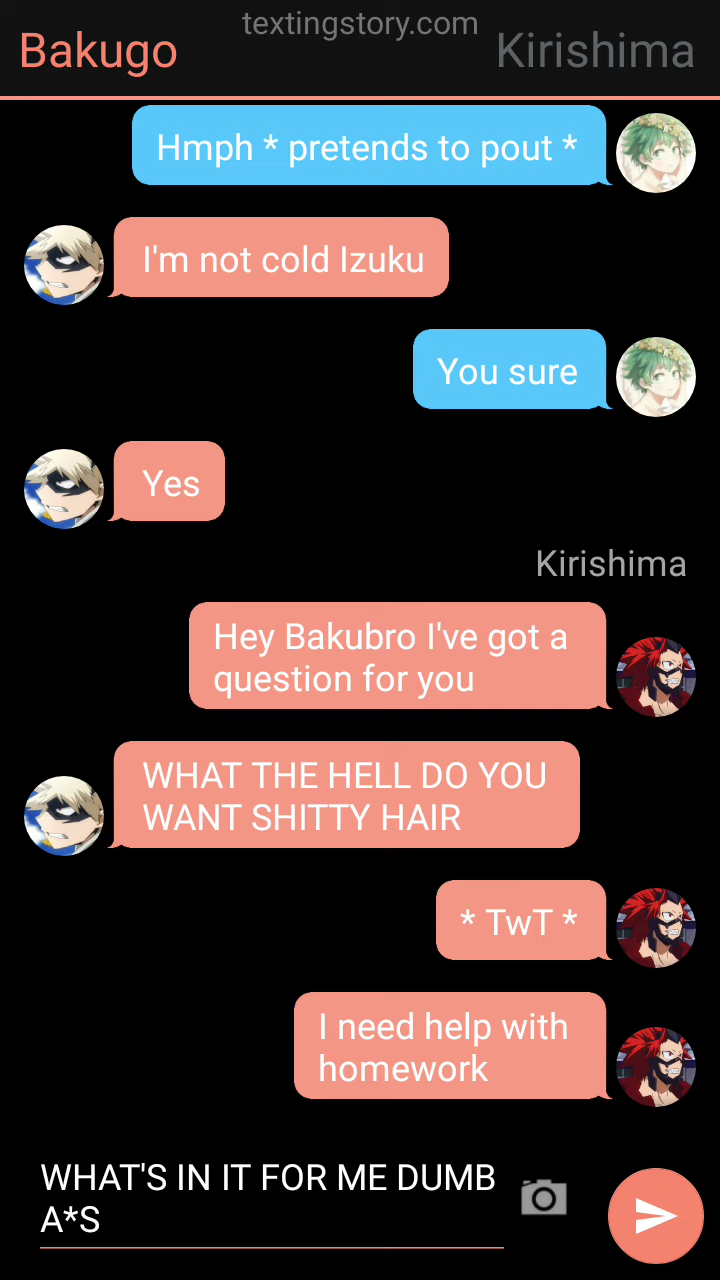 textingstory.com
Bakugo
Kirishima
Hmph * pretends to pout *
I'm not cold Izuku
You sure
Yes
Kirishima
Hey Bakubro I've got a
question for you
WHAT THE HELL DO YOU
WANT SHITTY HAIR
* TwT *
I need help with
homework
WHAT'S IN IT FOR ME DUMB
A*S